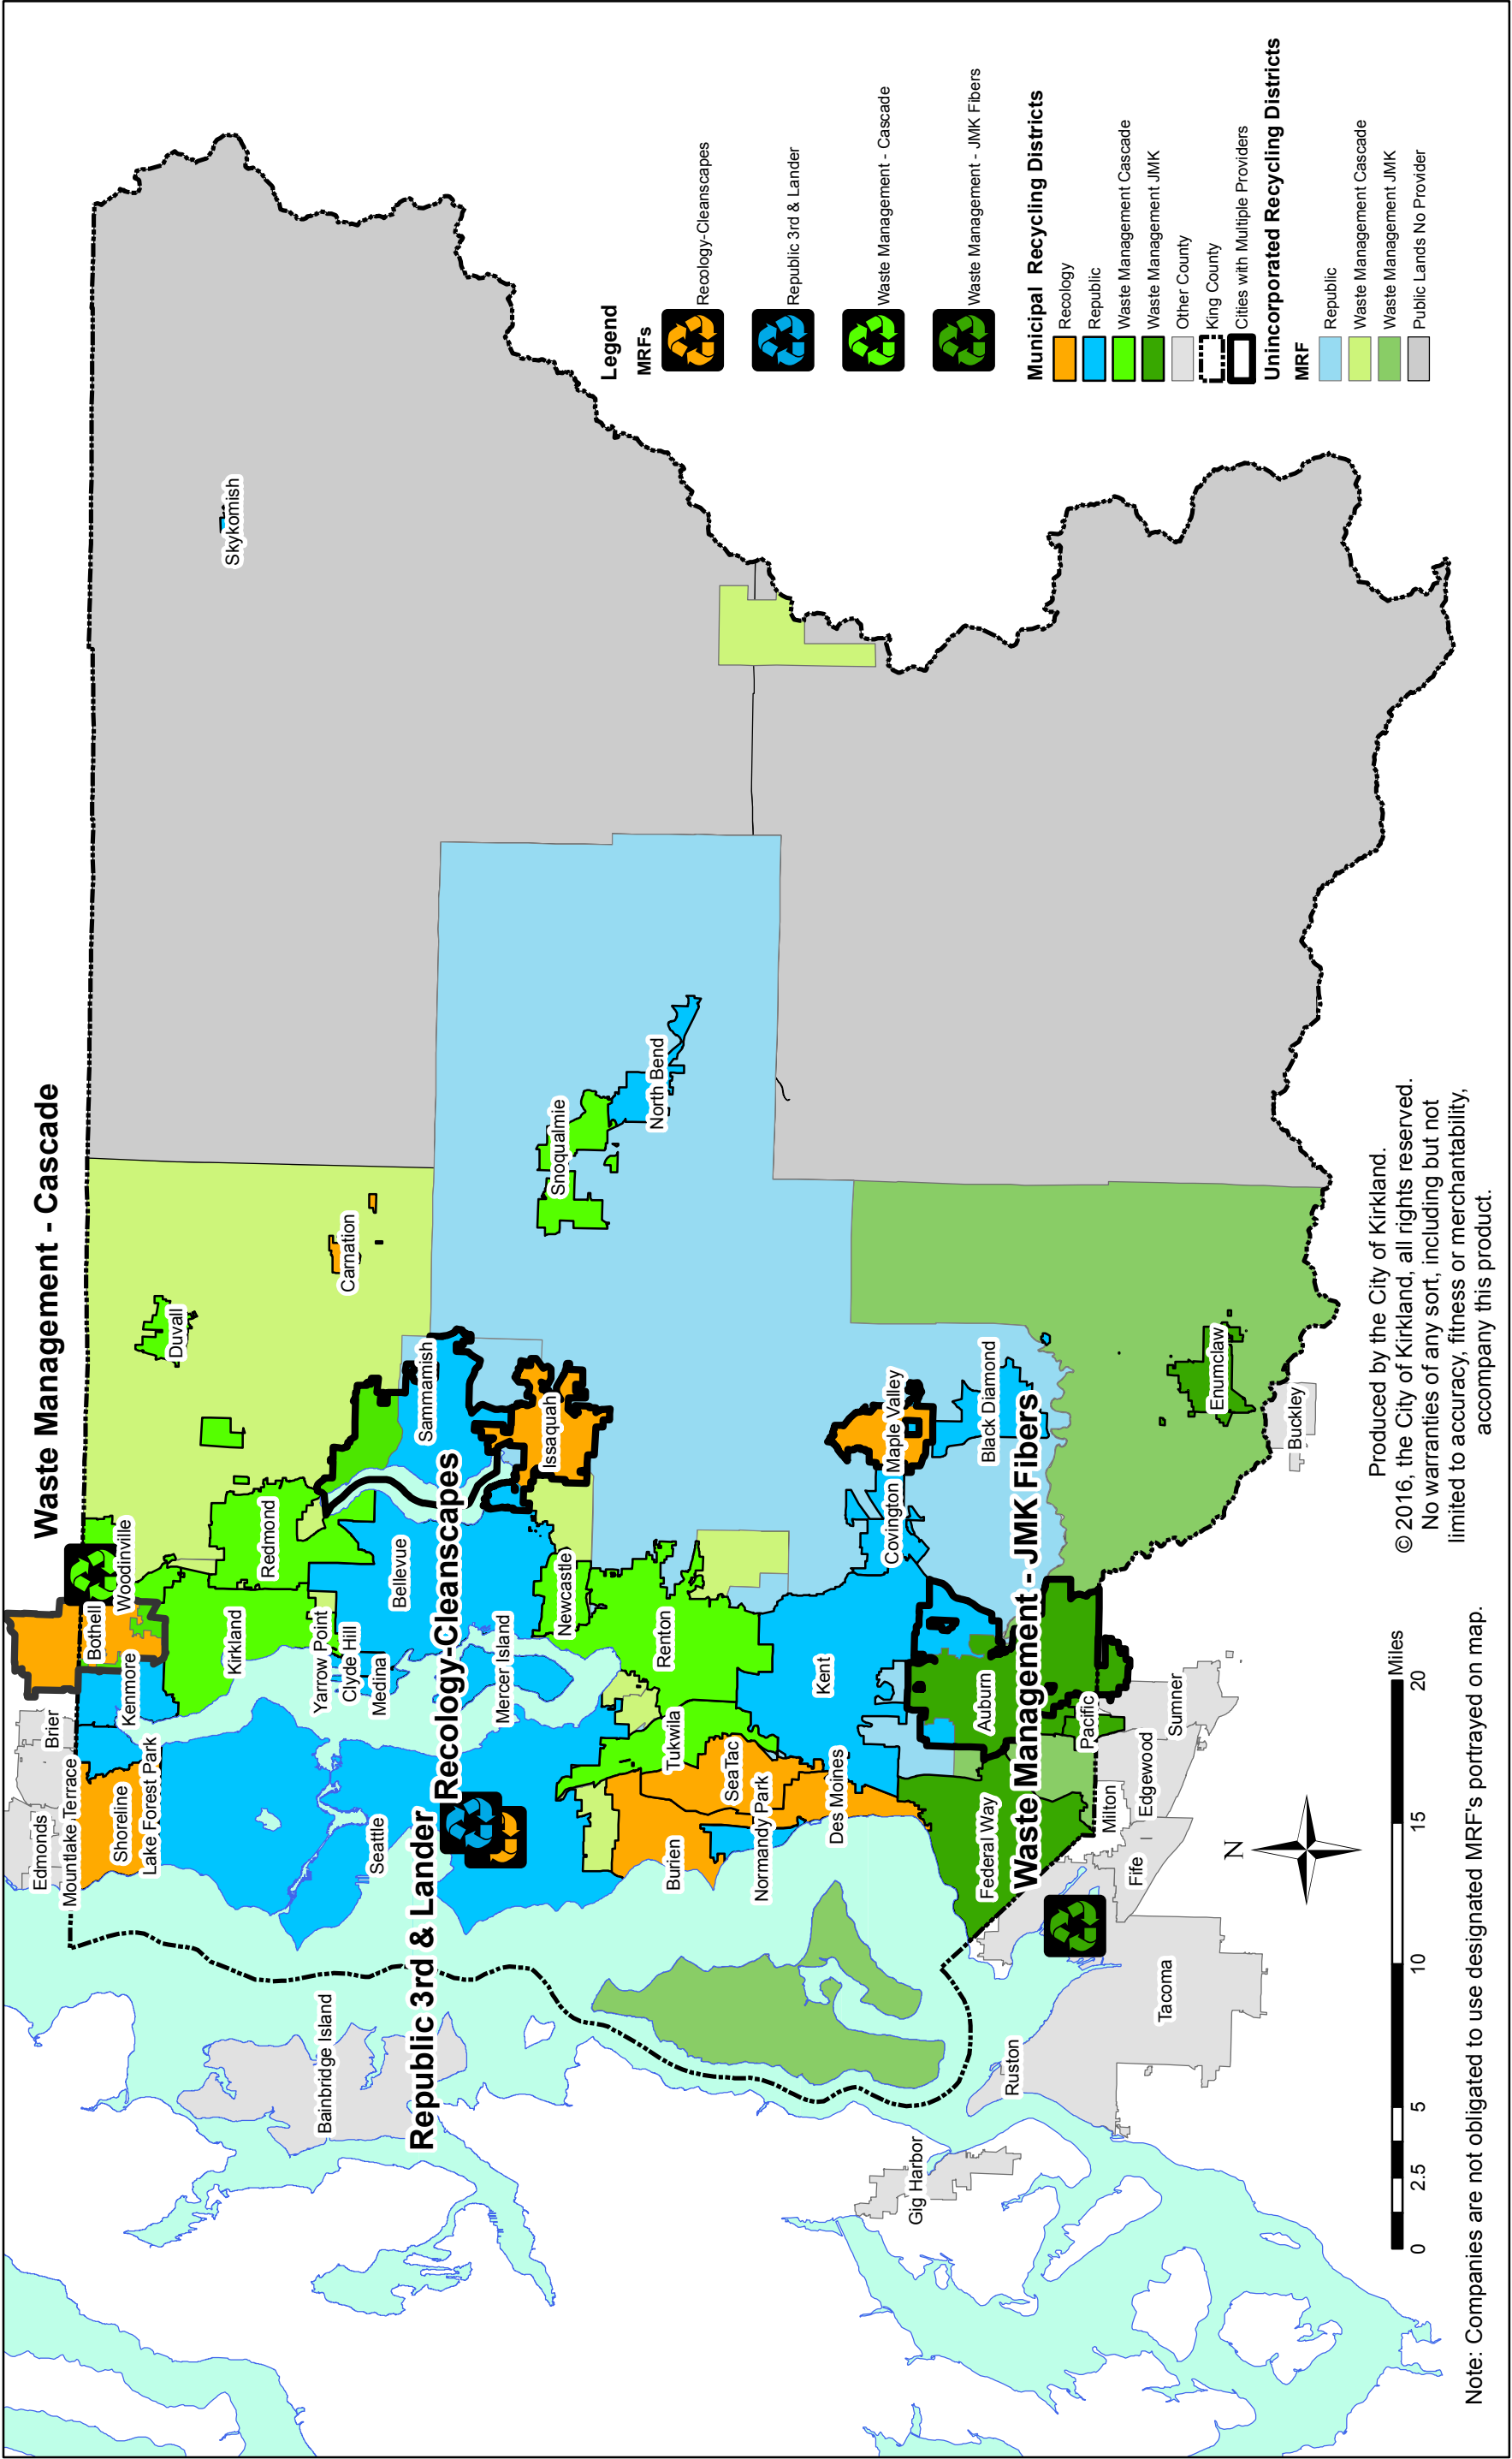 Waste Management - Cascade
Edmonds
Mountlake Terrace
Brier
Bothell
Woodinville
Kenmore
Shoreline
Lake Forest Park
Duvall
Skykomish
Kirkland
Redmond
Carnation
Bainbridge Island
Seattle
Yarrow Point
Clyde Hill
Medina
Bellevue
Sammamish
Republic 3rd & Lander
Recology-Cleanscapes
Mercer Island
Issaquah
Snoqualmie
Newcastle
North Bend
Burien
Tukwila
Renton
SeaTac
Normandy Park
Des Moines
Kent
Covington
Maple Valley
Gig Harbor
Federal Way
Auburn
Black Diamond
Ruston
Waste Management - JMK Fibers
Pacific
Milton
Fife
Edgewood
Sumner
Tacoma
Enumclaw
Buckley
N
Legend
MRFs
Recology-Cleanscapes
Republic 3rd & Lander
Waste Management - Cascade
Waste Management - JMK Fibers
Municipal Recycling Districts
Recology
Republic
Waste Management Cascade
Waste Management JMK
Other County
King County
Cities with Multiple Providers
Unincorporated Recycling Districts
MRF
Republic
Waste Management Cascade
Waste Management JMK
Public Lands No Provider
0 2.5 5 10 15 20
Miles
Produced by the City of Kirkland.
© 2016, the City of Kirkland, all rights reserved.
No warranties of any sort, including but not
limited to accuracy, fitness or merchantability,
accompany this product.
Note: Companies are not obligated to use designated MRF's portrayed on map.